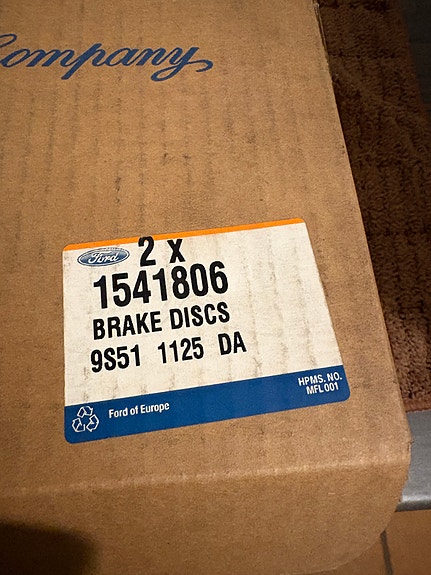 Company
Ford 2 X
1541806
BRAKE DISCS
9S51 1125 DA
HPMS. NO.
MFL001
Ford of Europe